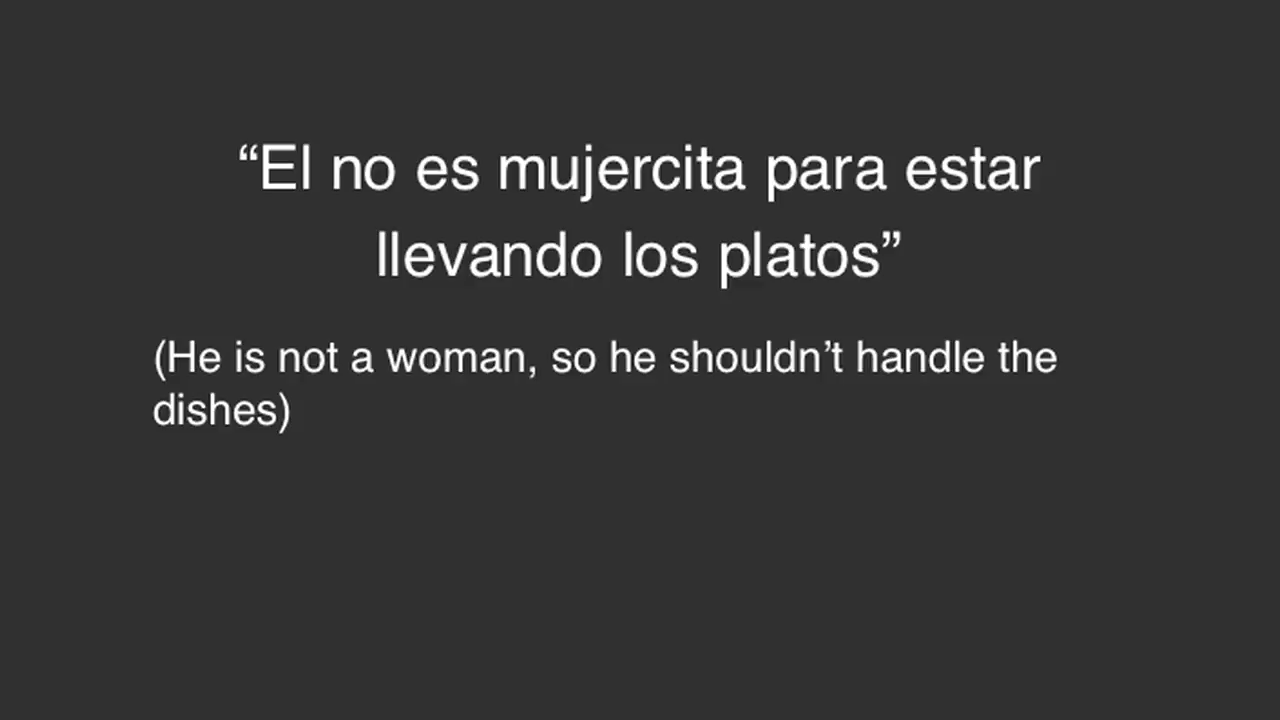 “El no es mujercita para estar
llevando los platos”
(He is not a woman, so he shouldn’t handle the
dishes)